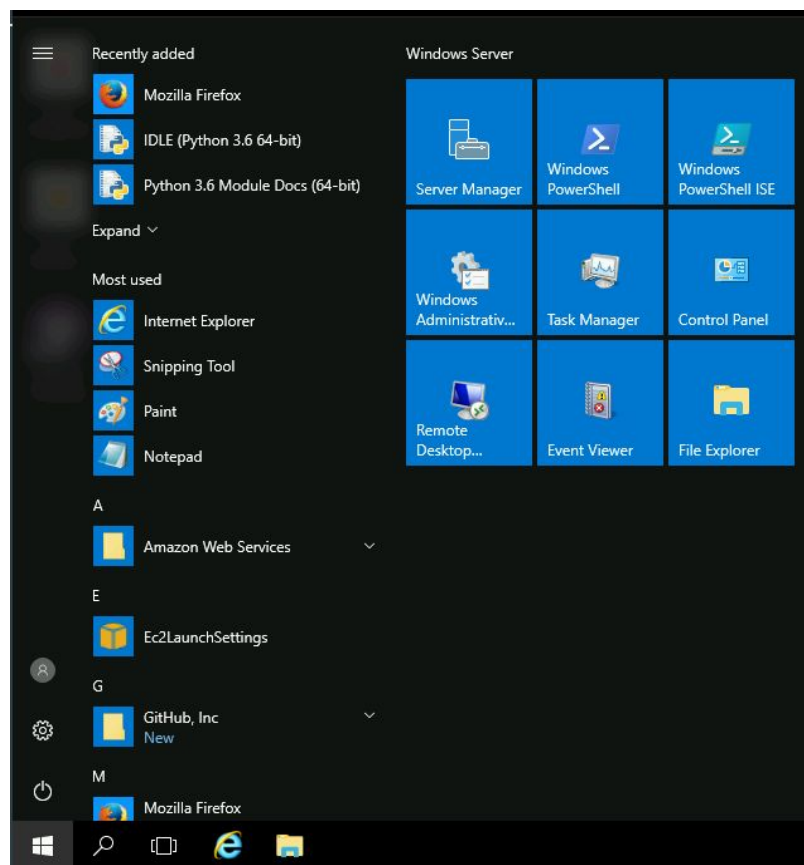 Recently added
Mozilla Firefox
IDLE (Python 3.6 64-bit)
Python 3.6 Module Docs (64-bit)
Expand
Most used
Internet Explorer
Snipping Tool
Paint
Notepad
A
Amazon Web Services
E
Ec2LaunchSettings
G
GitHub, Inc
New
M
Mozilla Firefox
Windows Server
Server Manager
Windows
PowerShell
Windows
PowerShell ISE
Windows
Administrativ...
Task Manager
Control Panel
Remote
Desktop...
Event Viewer
File Explorer